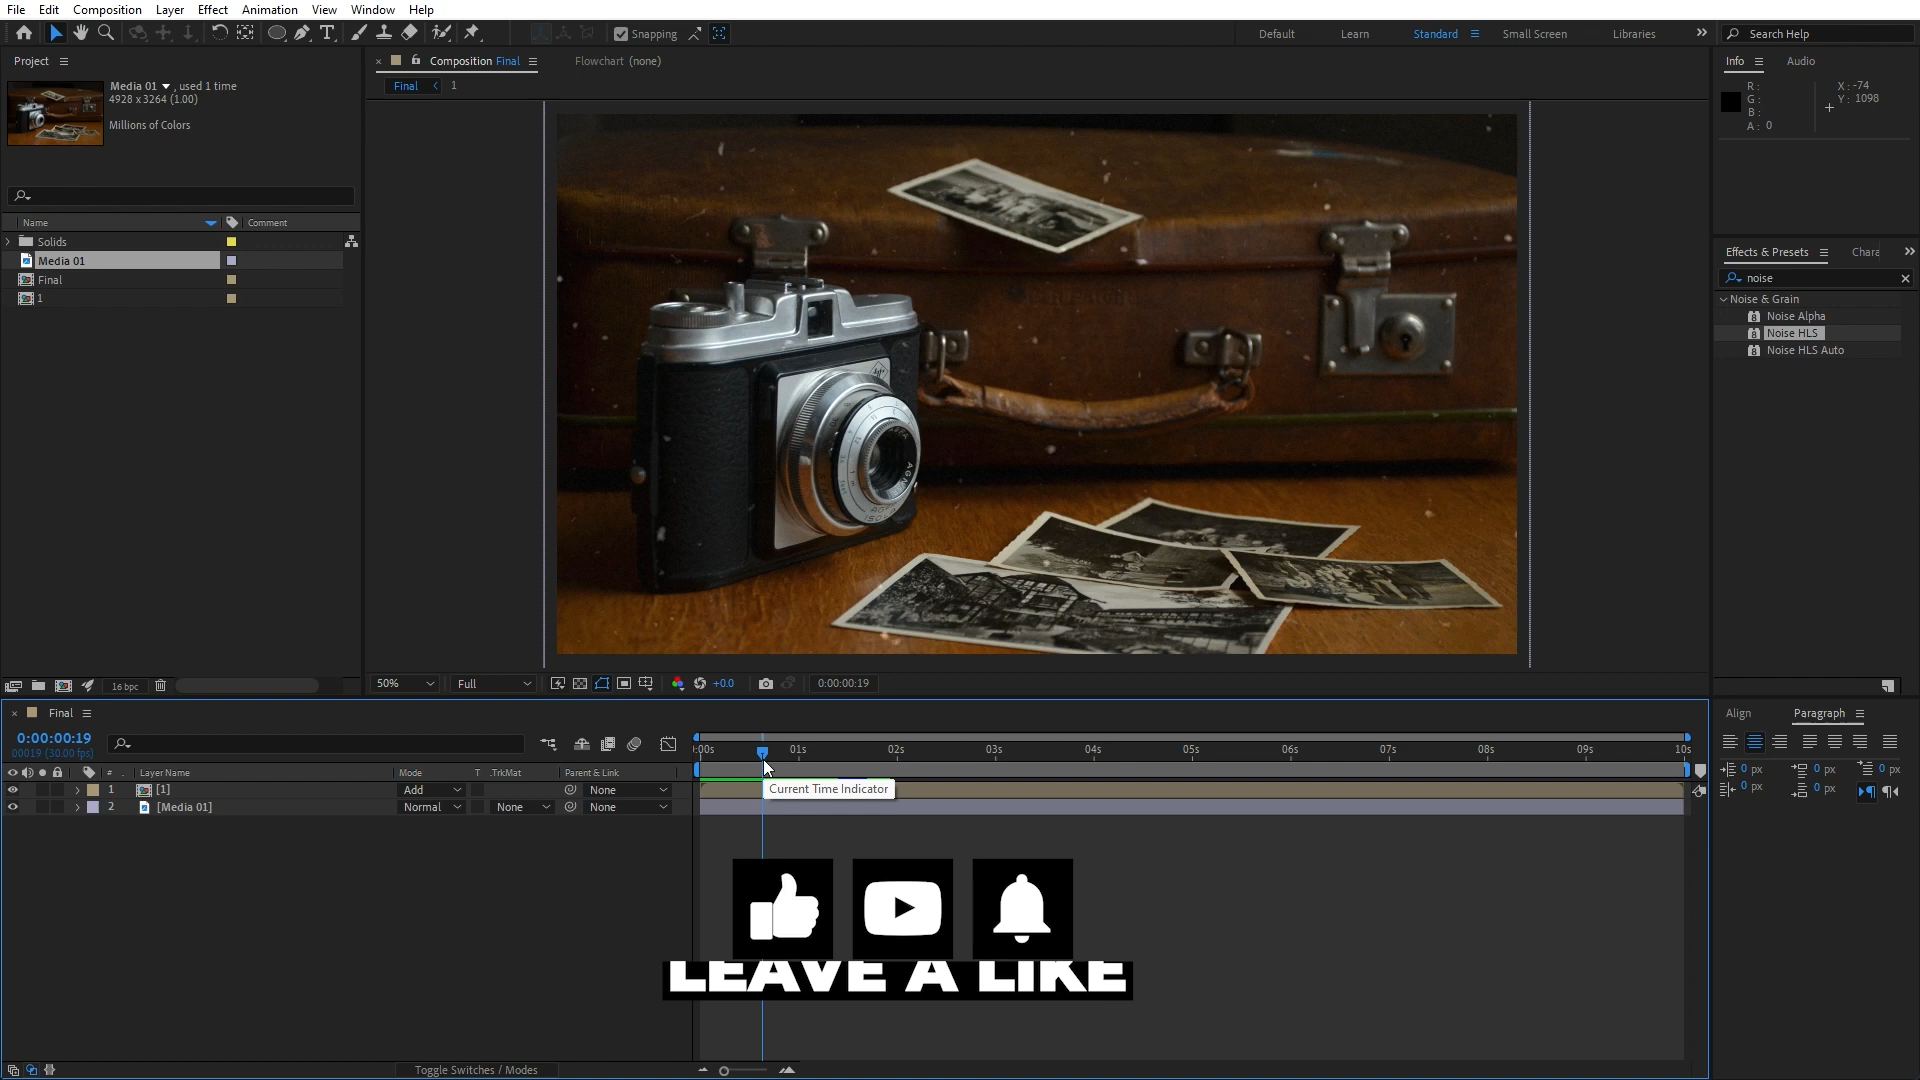 File Edit Composition Layer Effect Animation View Window Help
Snapping
Default Learn Standard Small Screen Libraries
Search Help
Project
Media 01 , used 1 time
4928 x 3264 (1.00)
Millions of Colors
Name Comment
Solids
Media 01
Final
1
16 bpc
Composition Final
Flowchart (none)
Final 1
AGFA
50% Full +0.0 0:00:00:19
Info Audio
R :
G :
B :
A : 0
X : -74
Y : 1098
Effects & Presets Chara
noise
Noise & Grain
Noise Alpha
Noise HLS
Noise HLS Auto
Final
0:00:00:19
00019 (30.00 fps)
# Layer Name Mode T .TrkMat Parent & Link
1 [1] Add None
2 [Media 01] Normal None None
:00s 01s 02s 03s 04s 05s 06s 07s 08s 09s 10s
Current Time Indicator
LEAVE A LIKE
Toggle Switches / Modes
Align Paragraph
0 px 0 px 0 px
0 px 0 px